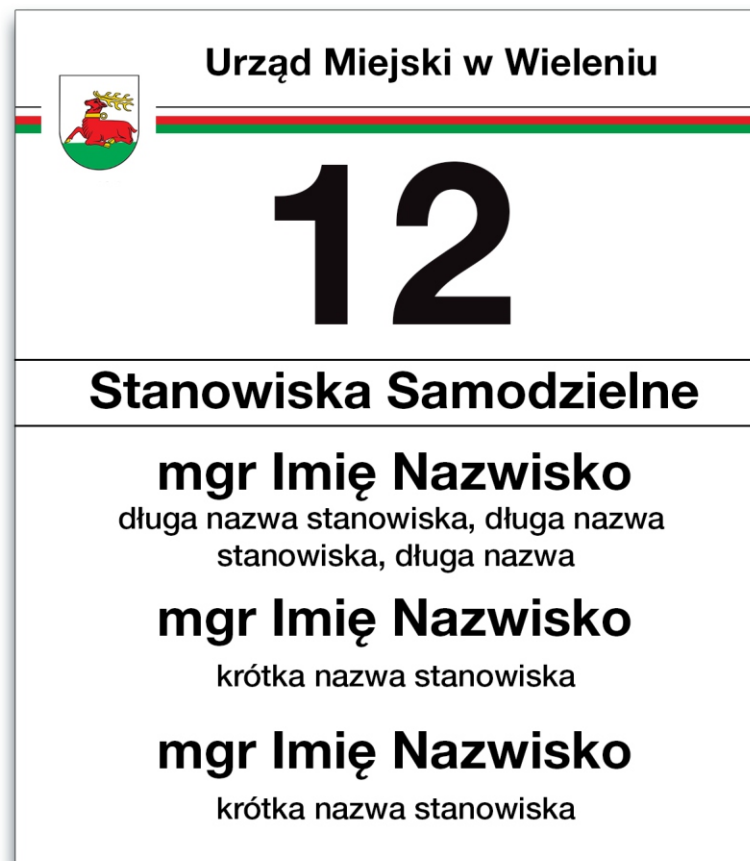 Urząd Miejski w Wieleniu
12
Stanowiska Samodzielne
mgr Imię Nazwisko
długa nazwa stanowiska, długa nazwa
stanowiska, długa nazwa
mgr Imię Nazwisko
krótka nazwa stanowiska
mgr Imię Nazwisko
krótka nazwa stanowiska